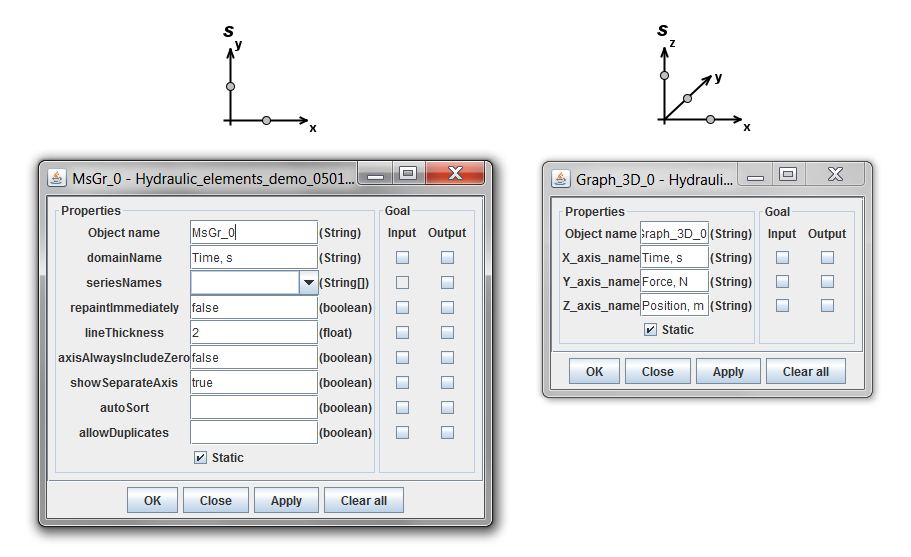 S
y
x
S
z
y
x
MsGr_0 - Hydraulic_elements_demo_0501...
Properties
Goal
Object name MsGr_0 (String) Input Output
domainName Time, s (String)
seriesNames (String[])
repaintImmediately false (boolean)
lineThickness 2 (float)
axisAlwaysIncludeZero false (boolean)
showSeparateAxis true (boolean)
autoSort (boolean)
allowDuplicates (boolean)
Static
OK Close Apply Clear all
Graph_3D_0 - Hydrauli...
Properties
Goal
Object name Graph_3D_0 (String) Input Output
X_axis_name Time, s (String)
Y_axis_name Force, N (String)
Z_axis_name Position, m (String)
Static
OK Close Apply Clear all